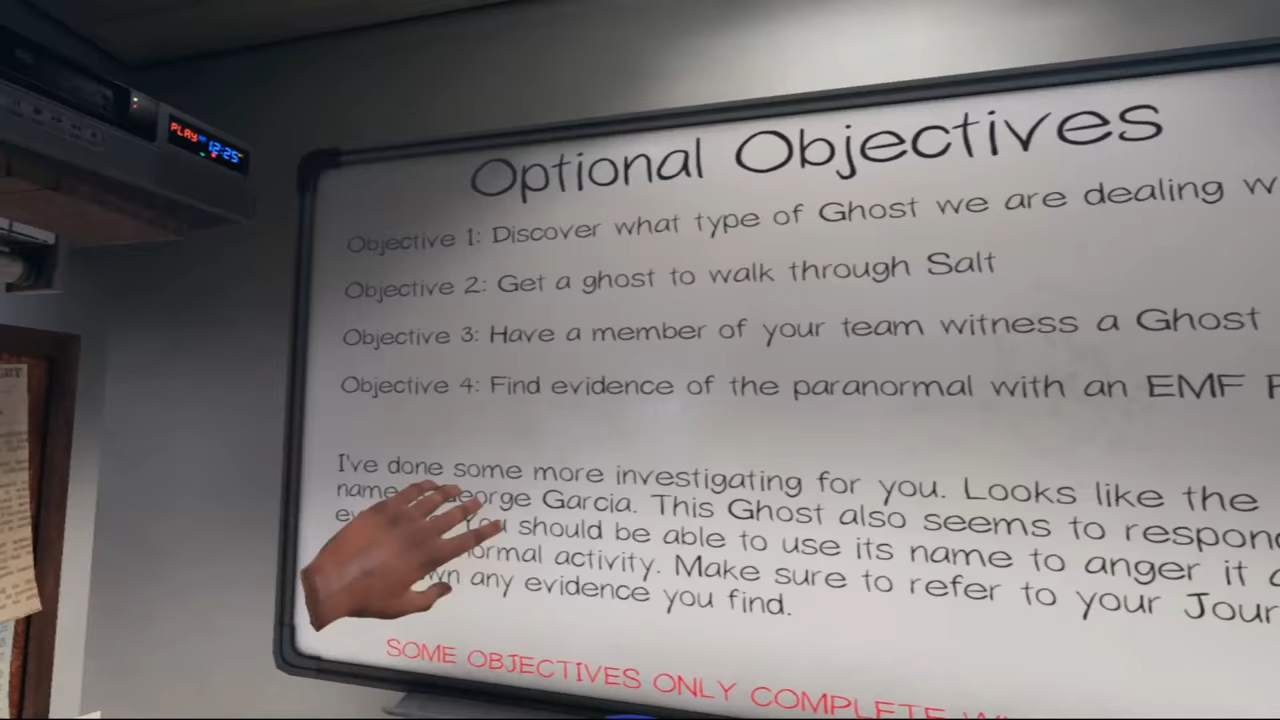 PLAY 12:25
Optional Objectives
Objective 1: Discover what type of Ghost we are dealing
Objective 2: Get a ghost to walk through Salt
Objective 3: Have a member of your team witness a Ghost
Objective 4: Find evidence of the paranormal with an EMF
I've done some more investigating for you. Looks like the
name George Garcia. This Ghost also seems to
You should be able to use its name to anger it
activity. Make sure to refer to your
any evidence you find.
SOME OBJECTIVES ONLY COMPLETE